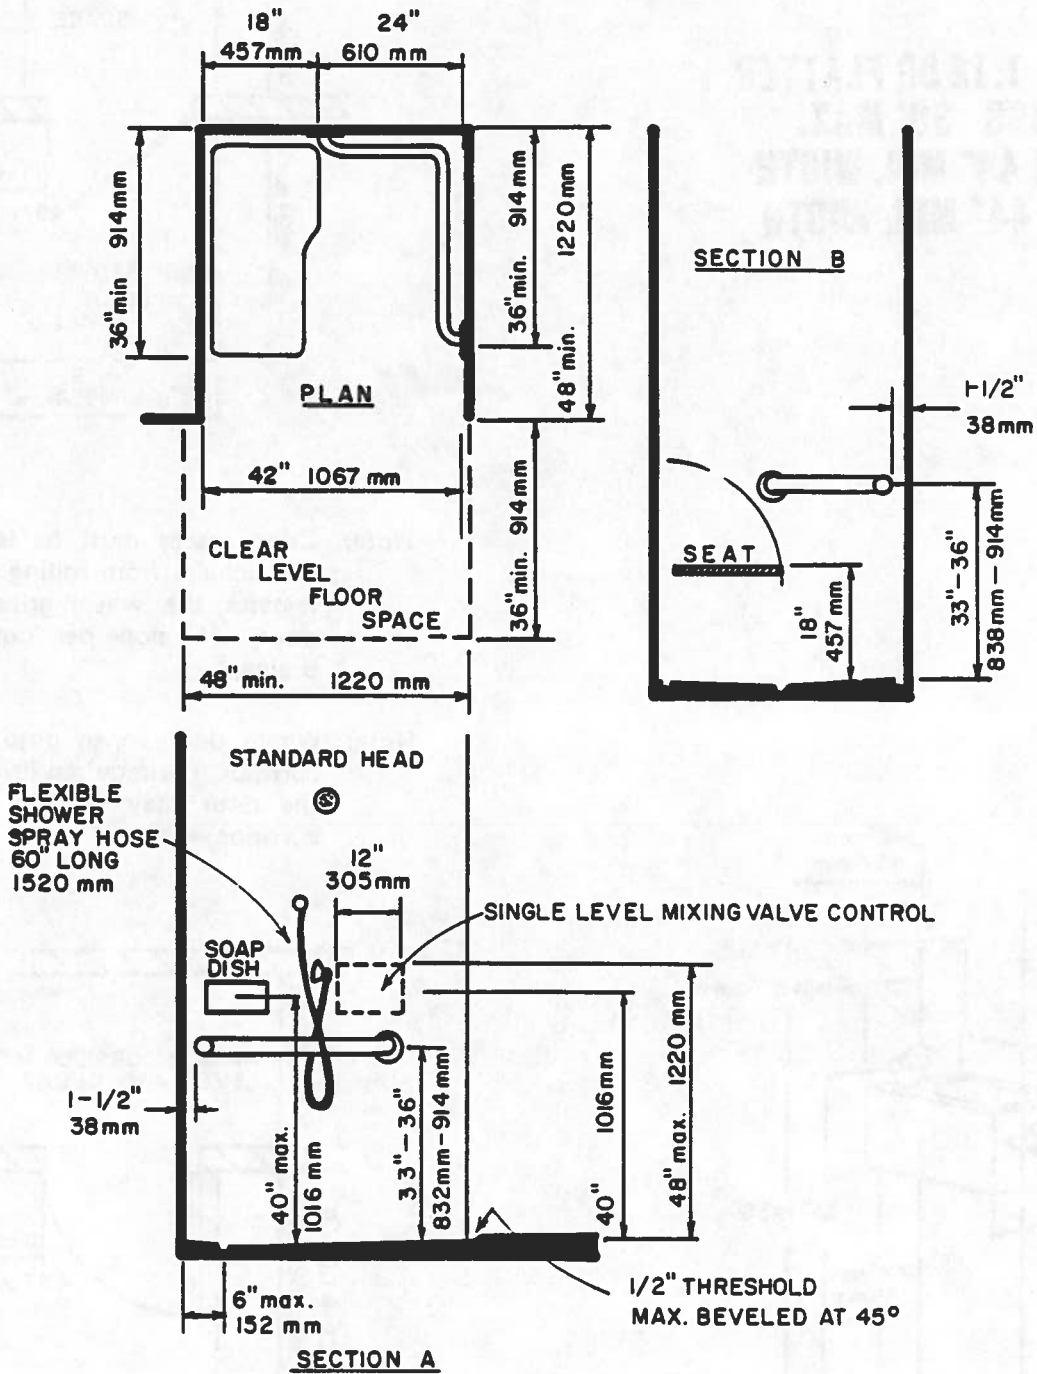 18" 24"
457mm 610 mm
36"min 914mm
36"min. 914mm
48"min. 1220mm
PLAN
42" 1067 mm
36"min. 914mm
CLEAR
LEVEL
FLOOR
SPACE
48"min. 1220 mm
SECTION B
1-1/2"
38mm
SEAT
18"
457 mm
33"-36"
838mm-914mm
STANDARD HEAD
FLEXIBLE
SHOWER
SPRAY HOSE
60" LONG
1520 mm
12"
305mm
SINGLE LEVEL MIXING VALVE CONTROL
SOAP
DISH
1-1/2"
38mm
40" max.
1016 mm
33"-36"
832mm-914 mm
40" 1016mm
48" max. 1220 mm
6"max.
152 mm
1/2" THRESHOLD
MAX. BEVELED AT 45°
SECTION A